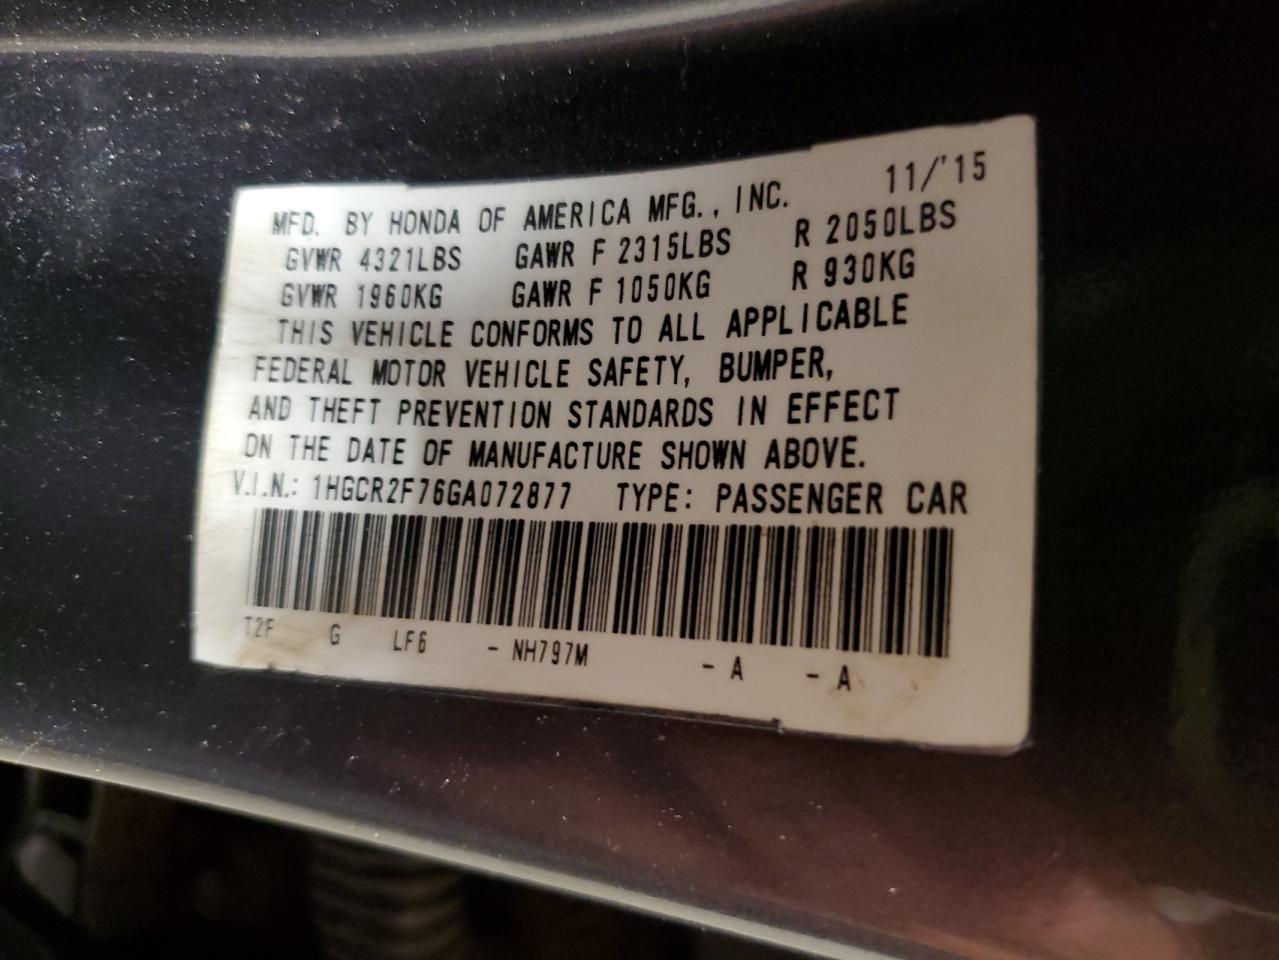 11/'15
MFD. BY HONDA OF AMERICA MFG., INC.
GVWR 4321LBS GAWR F 2315LBS R 2050LBS
GVWR 1960KG GAWR F 1050KG R 930KG
THIS VEHICLE CONFORMS TO ALL APPLICABLE
FEDERAL MOTOR VEHICLE SAFETY, BUMPER,
AND THEFT PREVENTION STANDARDS IN EFFECT
ON THE DATE OF MANUFACTURE SHOWN ABOVE.
V.I.N.: 1HGCR2F76GA072877 TYPE: PASSENGER CAR
T2F G LF6 - NH797M - A - A